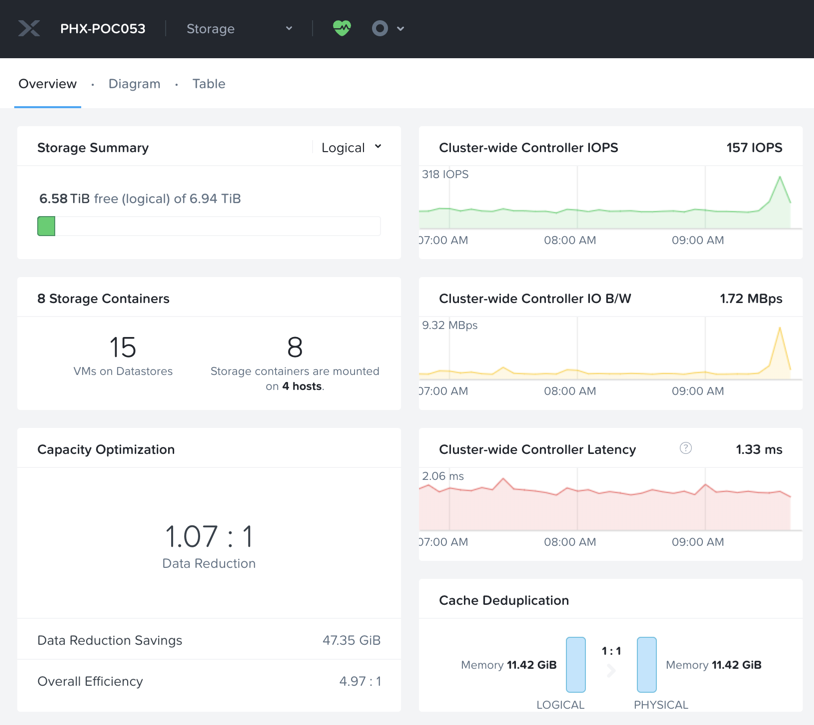 PHX-POC053
Storage
Overview
Diagram
Table
Storage Summary
Logical
6.58 TiB free (logical) of 6.94 TiB
8 Storage Containers
15
VMs on Datastores
8
Storage containers are mounted
on 4 hosts.
Capacity Optimization
1.07 : 1
Data Reduction
Data Reduction Savings 47.35 GiB
Overall Efficiency 4.97 : 1
Cluster-wide Controller IOPS 157 IOPS
318 IOPS
07:00 AM 08:00 AM 09:00 AM
Cluster-wide Controller IO B/W 1.72 MBps
9.32 MBps
07:00 AM 08:00 AM 09:00 AM
Cluster-wide Controller Latency ? 1.33 ms
2.06 ms
07:00 AM 08:00 AM 09:00 AM
Cache Deduplication
1 : 1
Memory 11.42 GiB
Memory 11.42 GiB
LOGICAL PHYSICAL